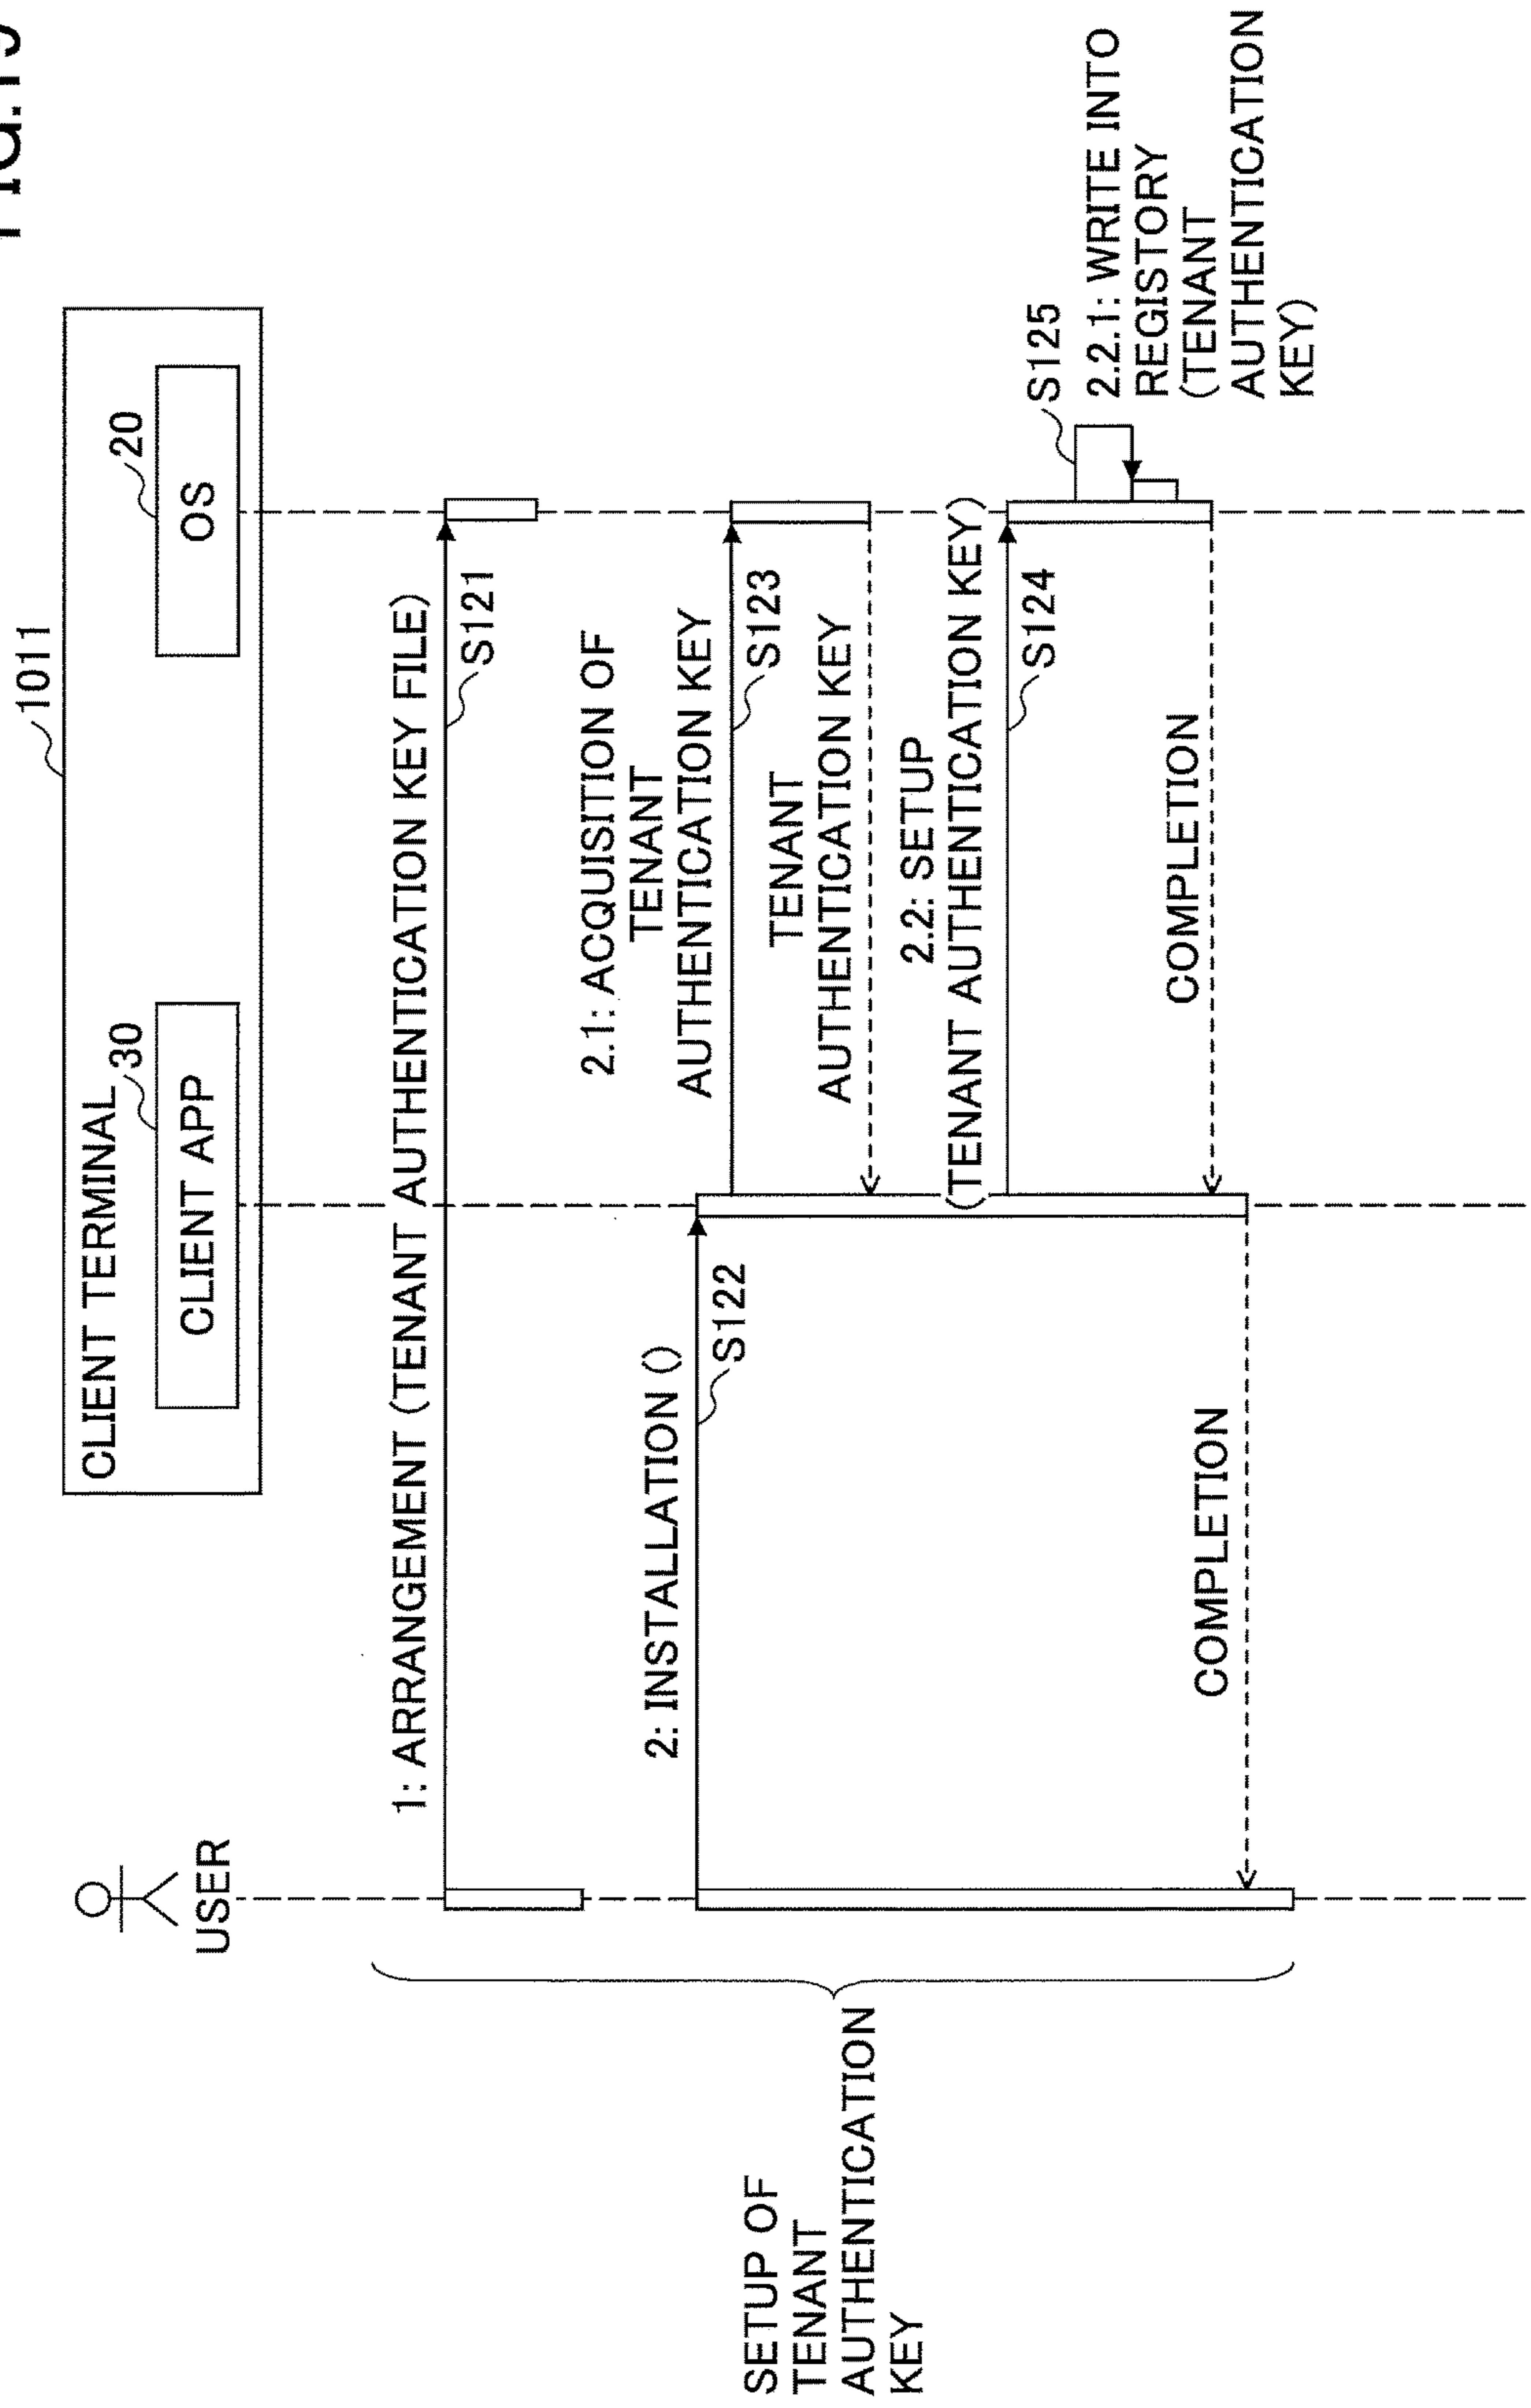 FIG.19
1011
CLIENT TERMINAL
30
20
USER
CLIENT APP
OS
1: ARRANGEMENT (TENANT AUTHENTICATION KEY FILE)
S121
2.1: ACQUISITION OF
TENANT
AUTHENTICATION KEY
2: INSTALLATION ()
S122
S123
TENANT
AUTHENTICATION KEY
2.2: SETUP
(TENANT AUTHENTICATION KEY)
S124
S125
2.2.1: WRITE INTO
REGISTORY
(TENANT
AUTHENTICATION
KEY)
COMPLETION
COMPLETION
SETUP OF
TENANT
AUTHENTICATION
KEY